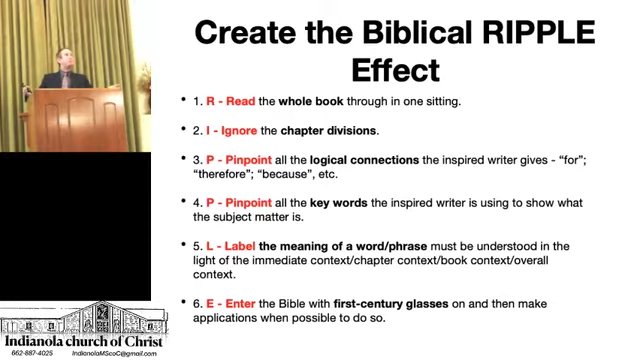 Create the Biblical RIPPLE
Effect
• 1. R - Read the whole book through in one sitting.
• 2. I - Ignore the chapter divisions.
• 3. P - Pinpoint all the logical connections the inspired writer gives - “for”;
“therefore”; “because”, etc.
• 4. P - Pinpoint all the key words the inspired writer is using to show what
the subject matter is.
• 5. L - Label the meaning of a word/phrase must be understood in the
light of the immediate context/chapter context/book context/overall
context.
• 6. E - Enter the Bible with first-century glasses on and then make
applications when possible to do so.
Indianola church of Christ
662-887-4025 IndianolaMScoC@gmail.com